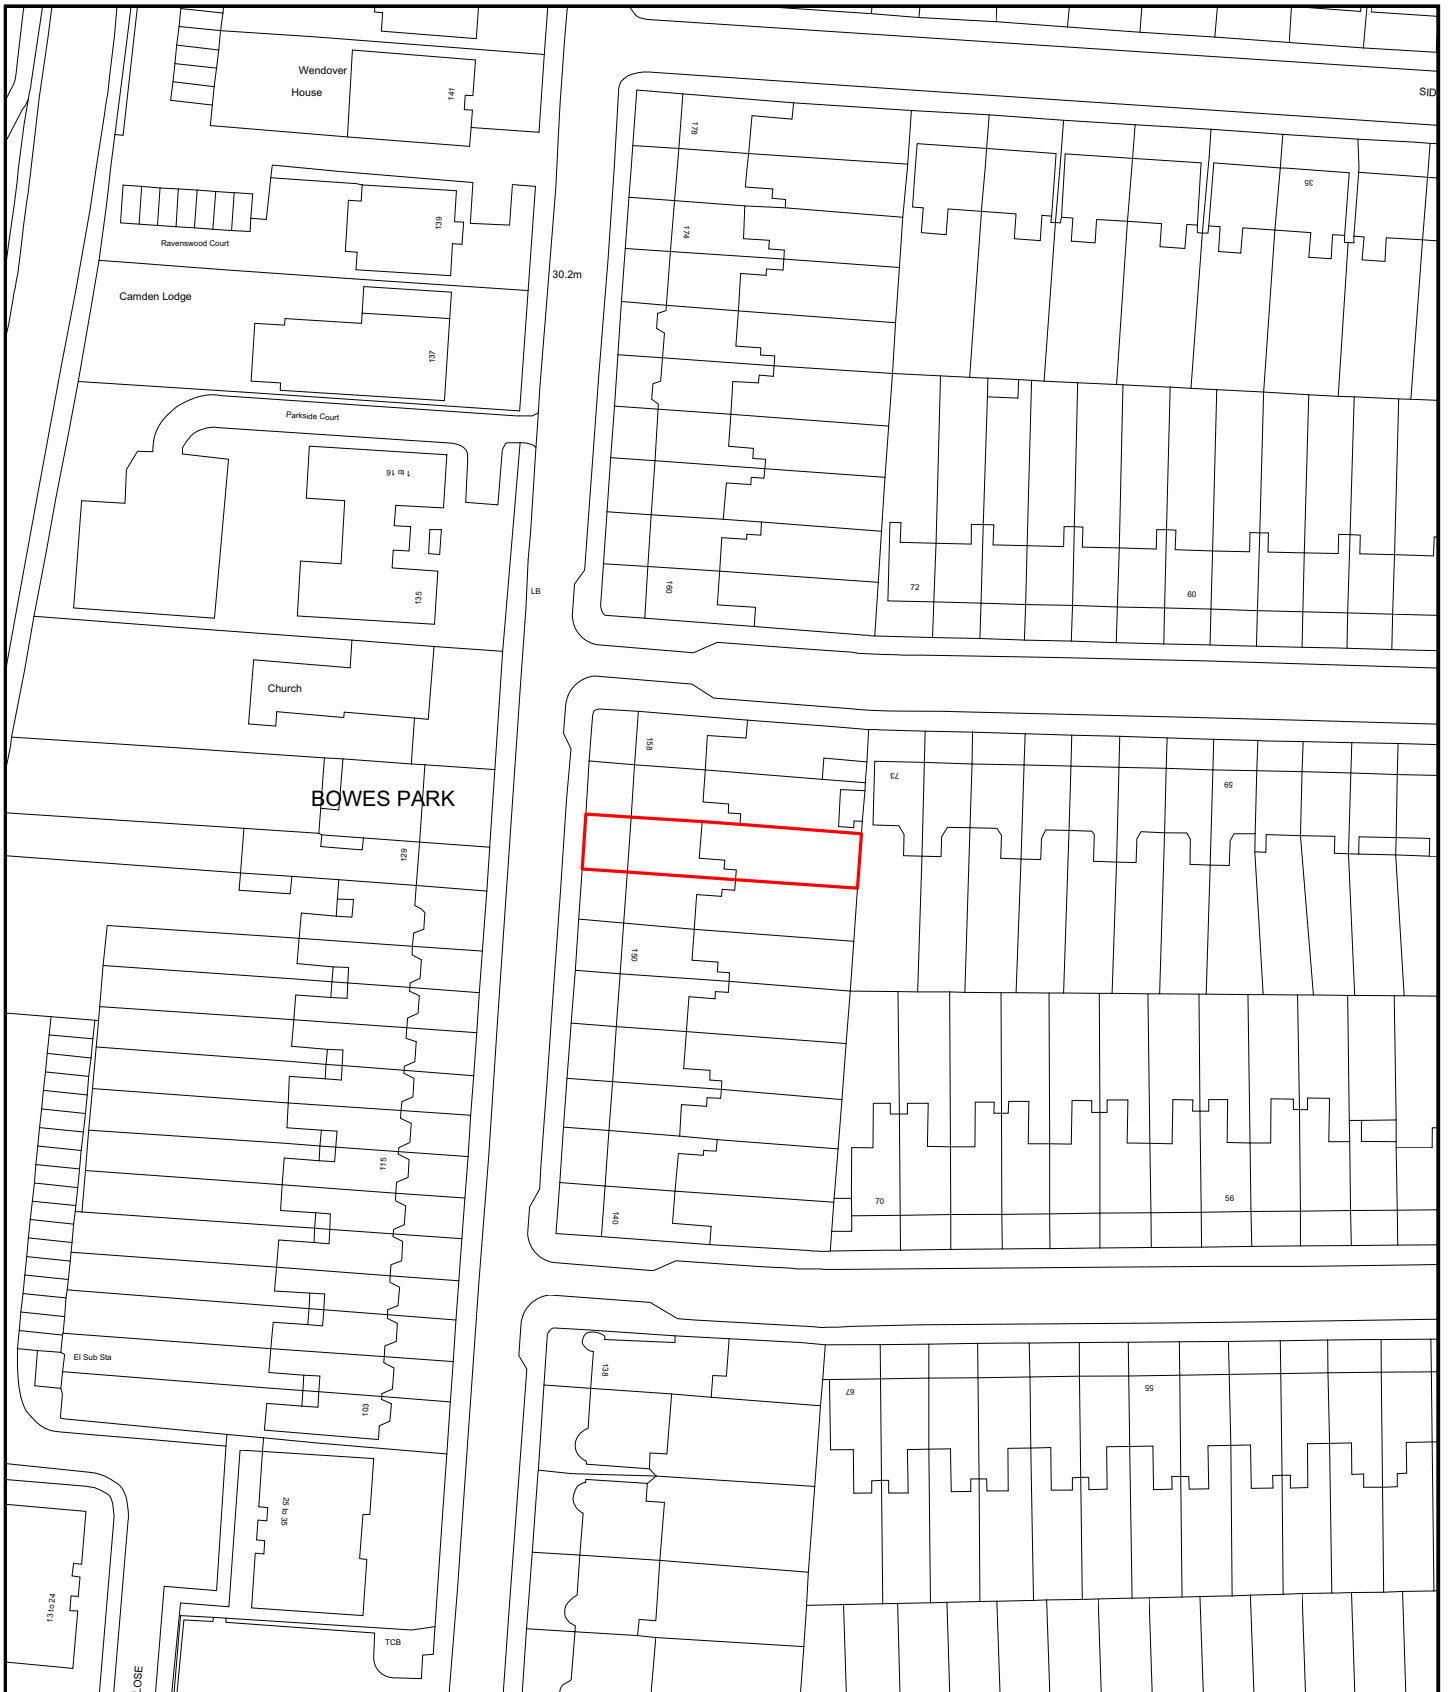 Wendover
House
141
178
SID
35
139
174
Ravenswood Court
30.2m
Camden Lodge
137
Parkside Court
1 to 16
135
LB
160
72
60
Church
158
73
59
BOWES PARK
129
150
115
140
70
56
El Sub Sta
138
67
55
103
25 to 35
13 to 24
TCB
LOSE